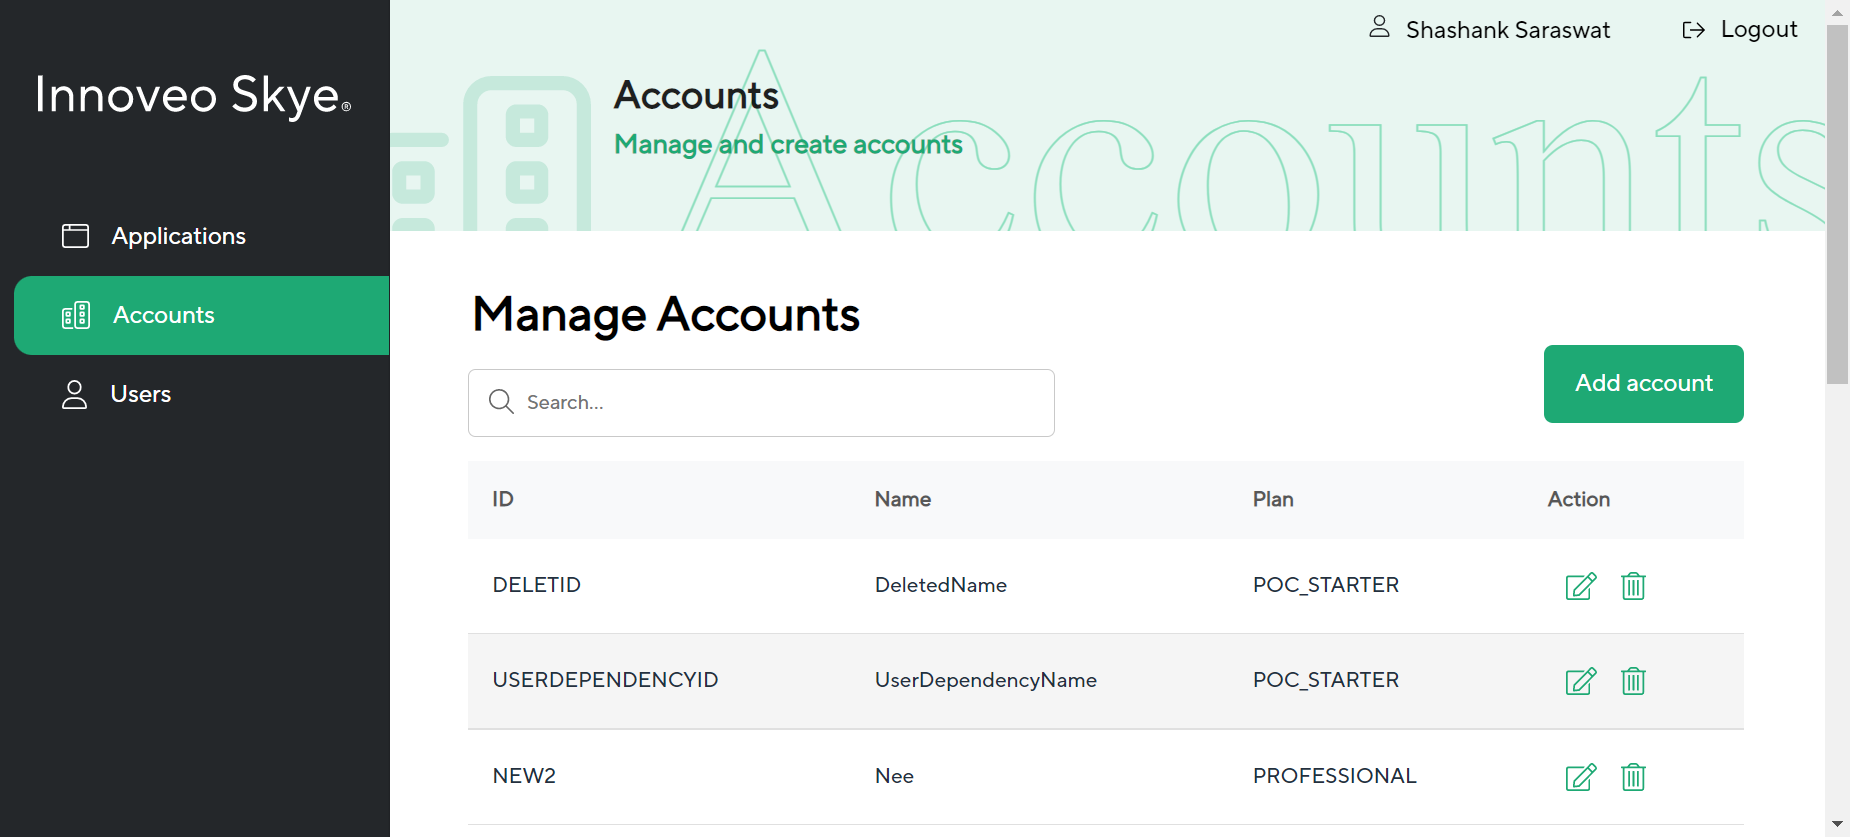 Innoveo Skye®
Applications
Accounts
Users
Shashank Saraswat
Logout
Accounts
Accounts
Manage and create accounts
Manage Accounts
Search...
Add account
ID Name Plan Action
DELETID DeletedName POC_STARTER
USERDEPENDENCYID UserDependencyName POC_STARTER
NEW2 Nee PROFESSIONAL